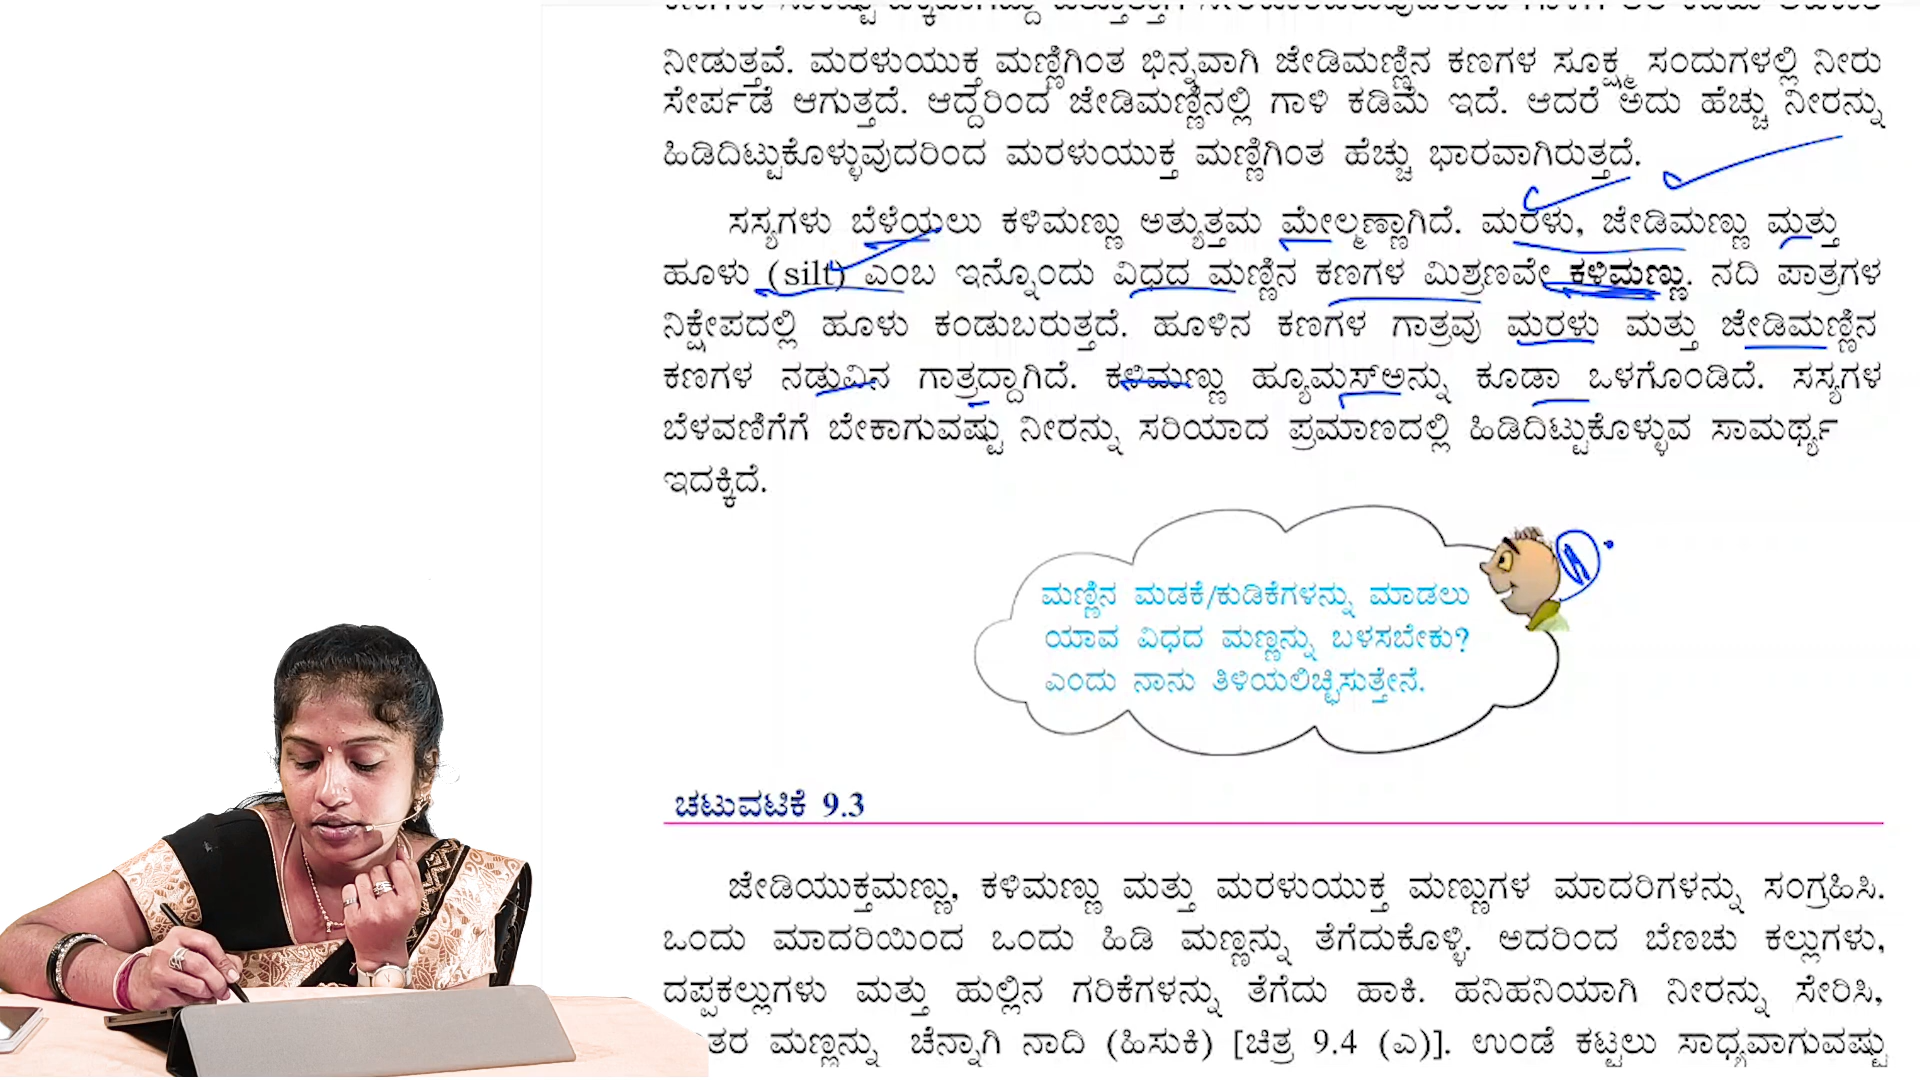 ನೀಡುತ್ತವೆ. ಮರಳುಯುಕ್ತ ಮಣ್ಣಿಗಿಂತ ಭಿನ್ನವಾಗಿ ಜೇಡಿಮಣ್ಣಿನ ಕಣಗಳ ಸೂಕ್ಷ್ಮ ಸಂದುಗಳಲ್ಲಿ ನೀರು
ಸೇರ್ಪಡೆ ಆಗುತ್ತದೆ. ಆದ್ದರಿಂದ ಜೇಡಿಮಣ್ಣಿನಲ್ಲಿ ಗಾಳಿ ಕಡಿಮೆ ಇದೆ. ಆದರೆ ಅದು ಹೆಚ್ಚು ನೀರನ್ನು
ಹಿಡಿದಿಟ್ಟುಕೊಳ್ಳುವುದರಿಂದ ಮರಳುಯುಕ್ತ ಮಣ್ಣಿಗಿಂತ ಹೆಚ್ಚು ಭಾರವಾಗಿರುತ್ತದೆ.
ಸಸ್ಯಗಳು ಬೆಳೆಯಲು ಕಳಿಮಣ್ಣು ಅತ್ಯುತ್ತಮ ಮೇಲ್ಮಣ್ಣಾಗಿದೆ. ಮರಳು, ಜೇಡಿಮಣ್ಣು ಮತ್ತು
ಹೂಳು (silt) ಎಂಬ ಇನ್ನೊಂದು ವಿಧದ ಮಣ್ಣಿನ ಕಣಗಳ ಮಿಶ್ರಣವೇ ಕಳಿಮಣ್ಣು. ನದಿ ಪಾತ್ರಗಳ
ನಿಕ್ಷೇಪದಲ್ಲಿ ಹೂಳು ಕಂಡುಬರುತ್ತದೆ. ಹೂಳಿನ ಕಣಗಳ ಗಾತ್ರವು ಮರಳು ಮತ್ತು ಜೇಡಿಮಣ್ಣಿನ
ಕಣಗಳ ನಡುವಿನ ಗಾತ್ರದ್ದಾಗಿದೆ. ಕಳಿಮಣ್ಣು ಹ್ಯೂಮಸ್‌ಅನ್ನು ಕೂಡಾ ಒಳಗೊಂಡಿದೆ. ಸಸ್ಯಗಳ
ಬೆಳವಣಿಗೆಗೆ ಬೇಕಾಗುವಷ್ಟು ನೀರನ್ನು ಸರಿಯಾದ ಪ್ರಮಾಣದಲ್ಲಿ ಹಿಡಿದಿಟ್ಟುಕೊಳ್ಳುವ ಸಾಮರ್ಥ್ಯ
ಇದಕ್ಕಿದೆ.
ಮಣ್ಣಿನ ಮಡಕೆ/ಕುಡಿಕೆಗಳನ್ನು ಮಾಡಲು
ಯಾವ ವಿಧದ ಮಣ್ಣನ್ನು ಬಳಸಬೇಕು?
ಎಂದು ನಾನು ತಿಳಿಯಲಿಚ್ಛಿಸುತ್ತೇನೆ.
ಚಟುವಟಿಕೆ 9.3
ಜೇಡಿಯುಕ್ತಮಣ್ಣು, ಕಳಿಮಣ್ಣು ಮತ್ತು ಮರಳುಯುಕ್ತ ಮಣ್ಣುಗಳ ಮಾದರಿಗಳನ್ನು ಸಂಗ್ರಹಿಸಿ.
ಒಂದು ಮಾದರಿಯಿಂದ ಒಂದು ಹಿಡಿ ಮಣ್ಣನ್ನು ತೆಗೆದುಕೊಳ್ಳಿ. ಅದರಿಂದ ಬೆಣಚು ಕಲ್ಲುಗಳು,
ದಪ್ಪಕಲ್ಲುಗಳು ಮತ್ತು ಹುಲ್ಲಿನ ಗರಿಕೆಗಳನ್ನು ತೆಗೆದು ಹಾಕಿ. ಹನಿಹನಿಯಾಗಿ ನೀರನ್ನು ಸೇರಿಸಿ,
ಮಣ್ಣನ್ನು ಚೆನ್ನಾಗಿ ನಾದಿ (ಹಿಸುಕಿ) [ಚಿತ್ರ 9.4 (ಎ)]. ಉಂಡೆ ಕಟ್ಟಲು ಸಾಧ್ಯವಾಗುವಷ್ಟು